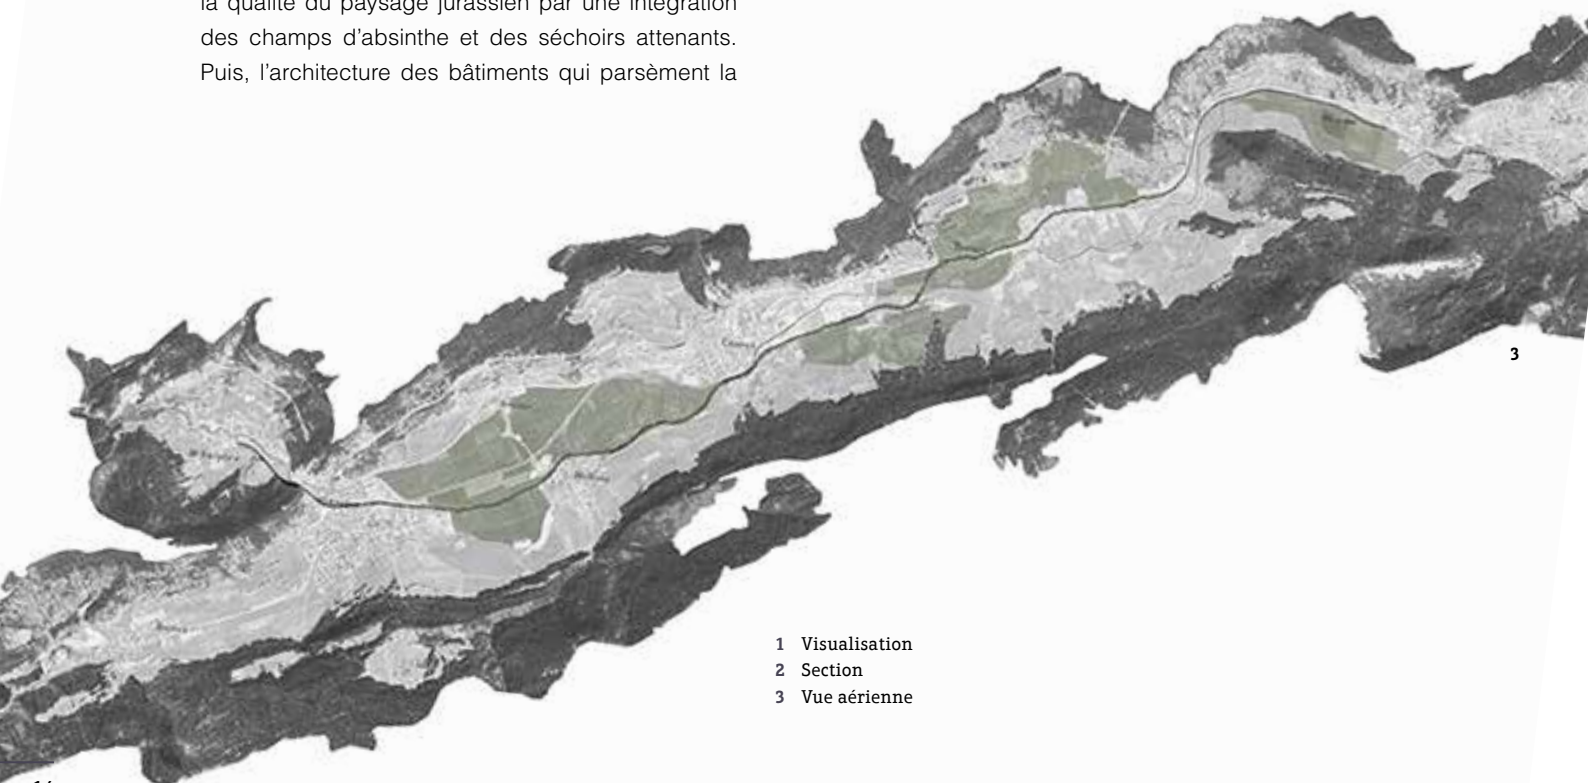 la qualité du paysage jurassien par une intégration
des champs d’absinthe et des séchoirs attenants.
Puis, l’architecture des bâtiments qui parsèment la
3
1 Visualisation
2 Section
3 Vue aérienne